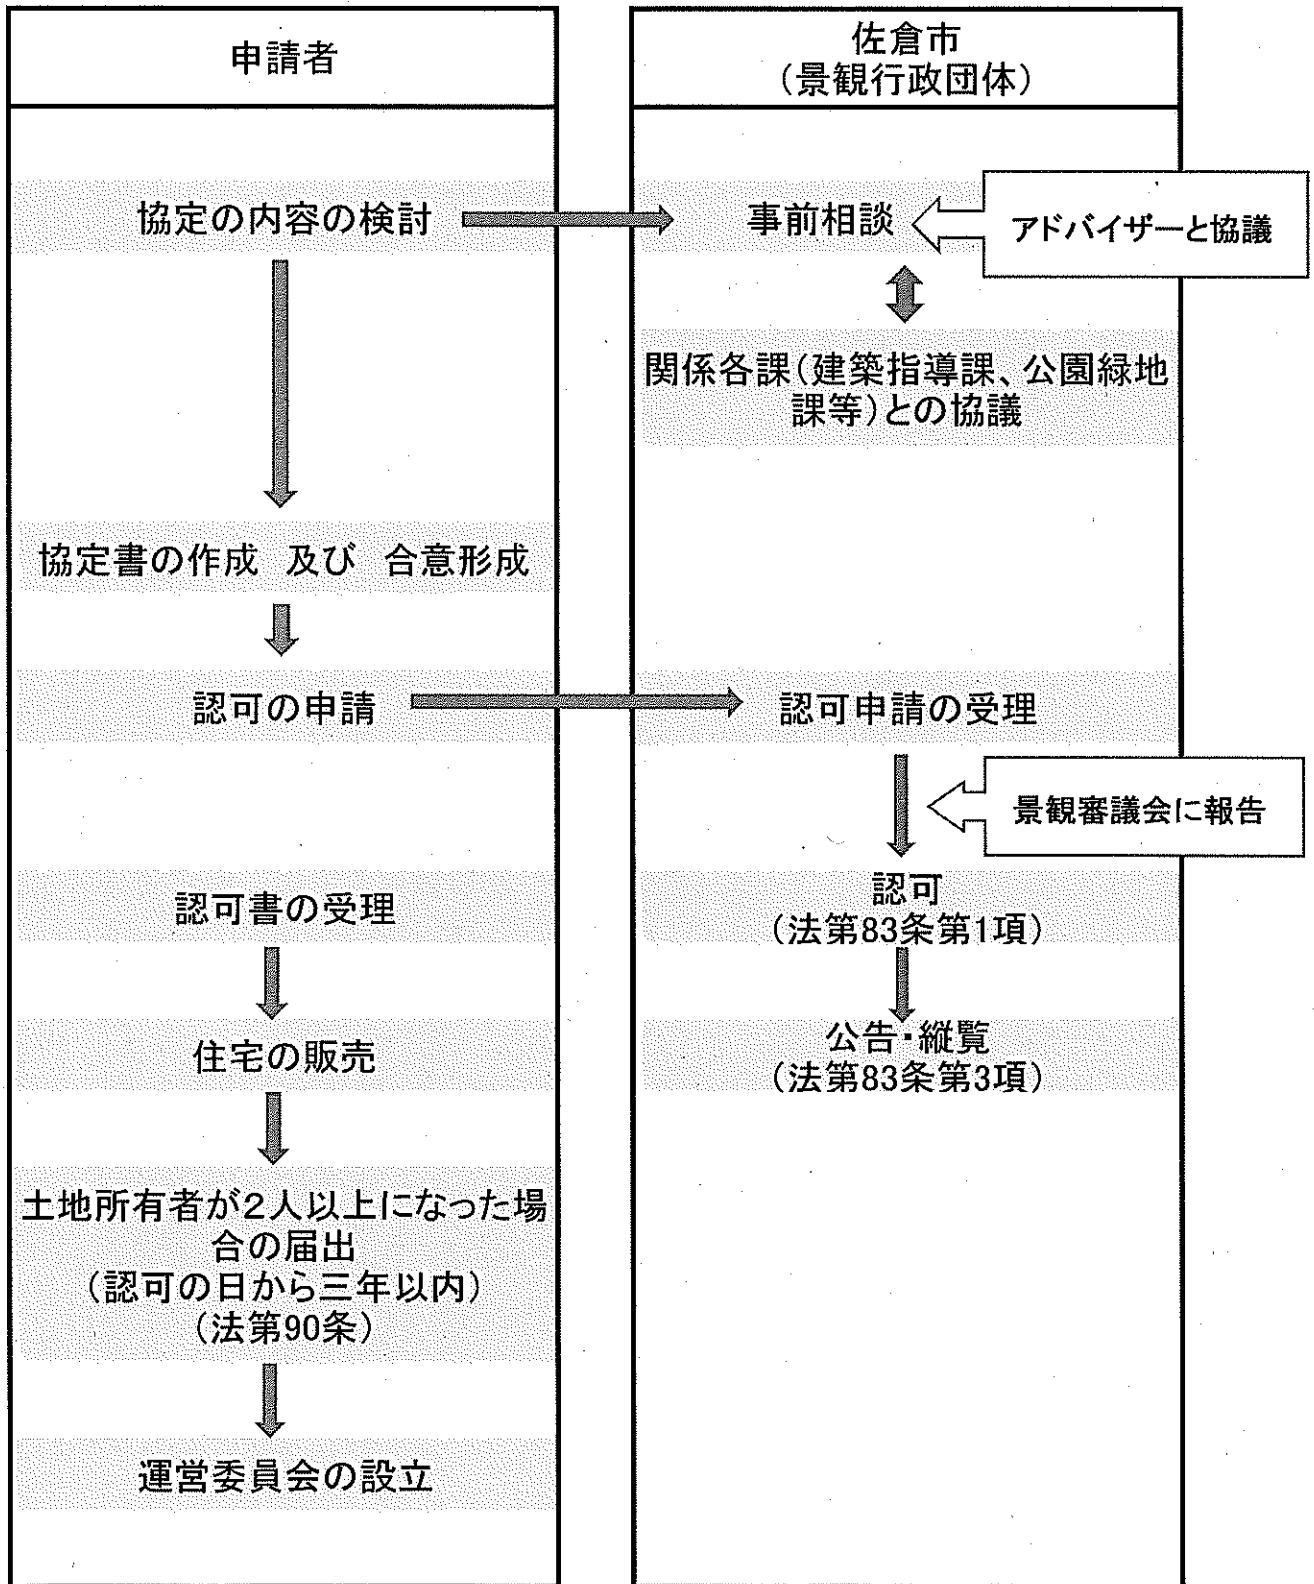 申請者
佐倉市
(景観行政団体)
協定の内容の検討
事前相談
アドバイザーと協議
関係各課(建築指導課、公園緑地
課等)との協議
協定書の作成 及び 合意形成
認可の申請
認可申請の受理
景観審議会に報告
認可書の受理
認可
(法第83条第1項)
住宅の販売
公告・縦覧
(法第83条第3項)
土地所有者が2人以上になった場
合の届出
(認可の日から三年以内)
(法第90条)
運営委員会の設立